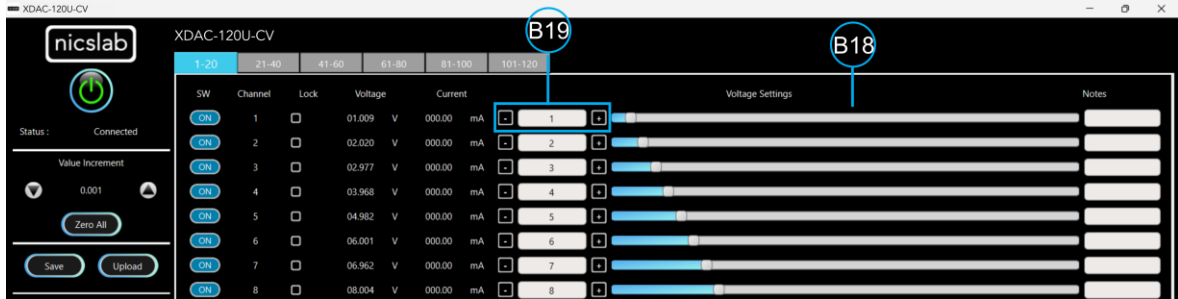 XDAC-120U-CV
nicslab
XDAC-120U-CV
B19
B18
1-20 21-40 41-60 61-80 81-100 101-120
SW Channel Lock Voltage Current Voltage Settings Notes
ON 1 01.009 V 000.00 mA - 1 +
Status : Connected
ON 2 02.020 V 000.00 mA - 2 +
Value Increment
ON 3 02.977 V 000.00 mA - 3 +
0.001
ON 4 03.968 V 000.00 mA - 4 +
Zero All
ON 5 04.982 V 000.00 mA - 5 +
ON 6 06.001 V 000.00 mA - 6 +
Save Upload
ON 7 06.962 V 000.00 mA - 7 +
ON 8 08.004 V 000.00 mA - 8 +